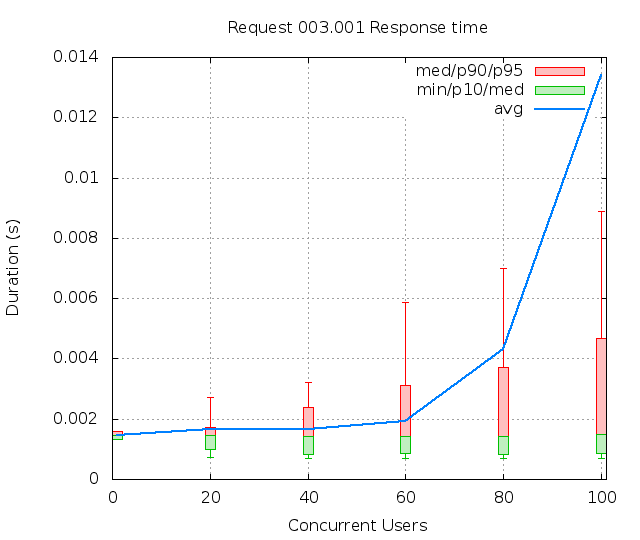 Request 003.001 Response time
0.014
0.012
0.01
0.008
0.006
0.004
0.002
0
Duration (s)
med/p90/p95
min/p10/med
avg
0 20 40 60 80 100
Concurrent Users